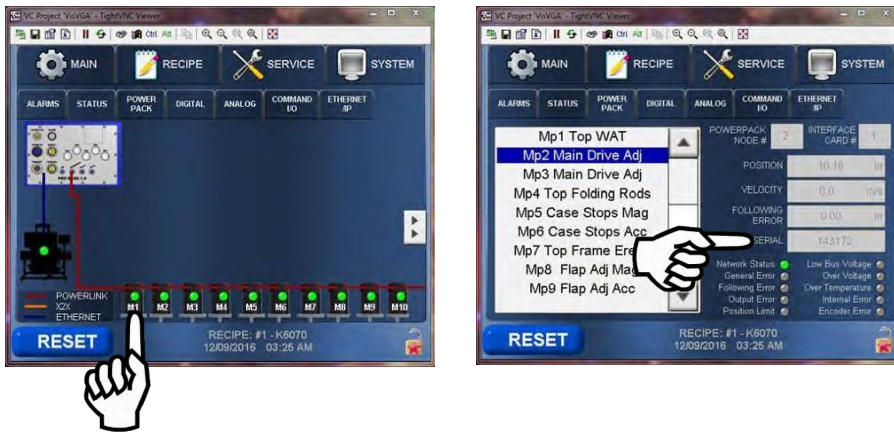 VC Project 'VisVGA' - TightVNC Viewer
Ctrl Alt
MAIN RECIPE SERVICE SYSTEM
ALARMS STATUS POWER PACK DIGITAL ANALOG COMMAND I/O ETHERNET /IP
POWERLINK
X2X
ETHERNET
M1 M2 M3 M4 M5 M6 M7 M8 M9 M10
RESET
RECIPE: #1 - K6070
12/09/2016 03:25 AM
VC Project 'VisVGA' - TightVNC Viewer
Ctrl Alt
MAIN RECIPE SERVICE SYSTEM
ALARMS STATUS POWER PACK DIGITAL ANALOG COMMAND I/O ETHERNET /IP
Mp1 Top WAT
Mp2 Main Drive Adj
Mp3 Main Drive Adj
Mp4 Top Folding Rods
Mp5 Case Stops Mag
Mp6 Case Stops Acc
Mp7 Top Frame
Mp8 Flap Adj Mag
Mp9 Flap Adj Acc
POWERPACK NODE # 2 INTERFACE CARD # 1
POSITION 10.16 in
VELOCITY 0.0 in/s
FOLLOWING ERROR 0.00 in
SERIAL 143172
Network Status Low Bus Voltage
General Error Over Voltage
Following Error Over Temperature
Output Error Internal Error
Position Limit Encoder Error
RESET
RECIPE: #1 - K6070
12/09/2016 03:25 AM